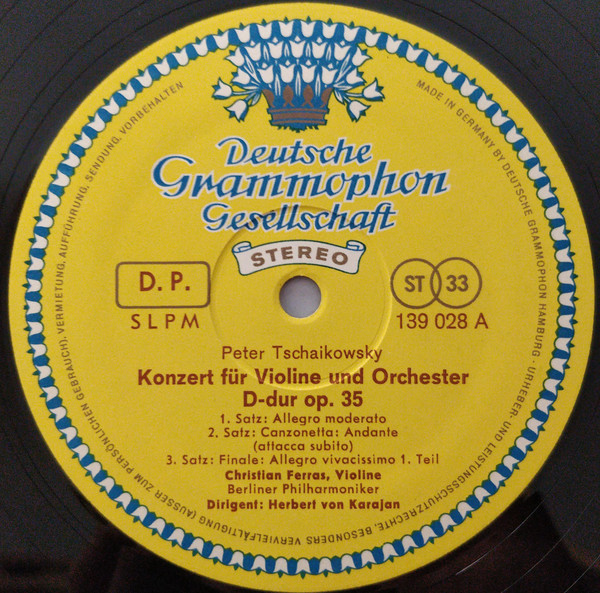 Deutsche
Grammophon
Gesellschaft
STEREO
D. P.
SLPM
ST 33
139 028 A
Peter Tschaikowsky
Konzert für Violine und Orchester
D-dur op. 35
1. Satz: Allegro moderato
2. Satz: Canzonetta: Andante
(attacca subito)
3. Satz: Finale: Allegro vivacissimo 1. Teil
Christian Ferras, Violine
Berliner Philharmoniker
Dirigent: Herbert von Karajan
MADE IN GERMANY BY DEUTSCHE GRAMMOPHON HAMBURG · URHEBER- UND LEISTUNGSSCHUTZRECHTE, BESONDERS VERVIELFÄLTIGUNG (AUSSER ZUM PERSÖNLICHEN GEBRAUCH), VERMIETUNG, AUFFÜHRUNG, SENDUNG, VORBEHALTEN